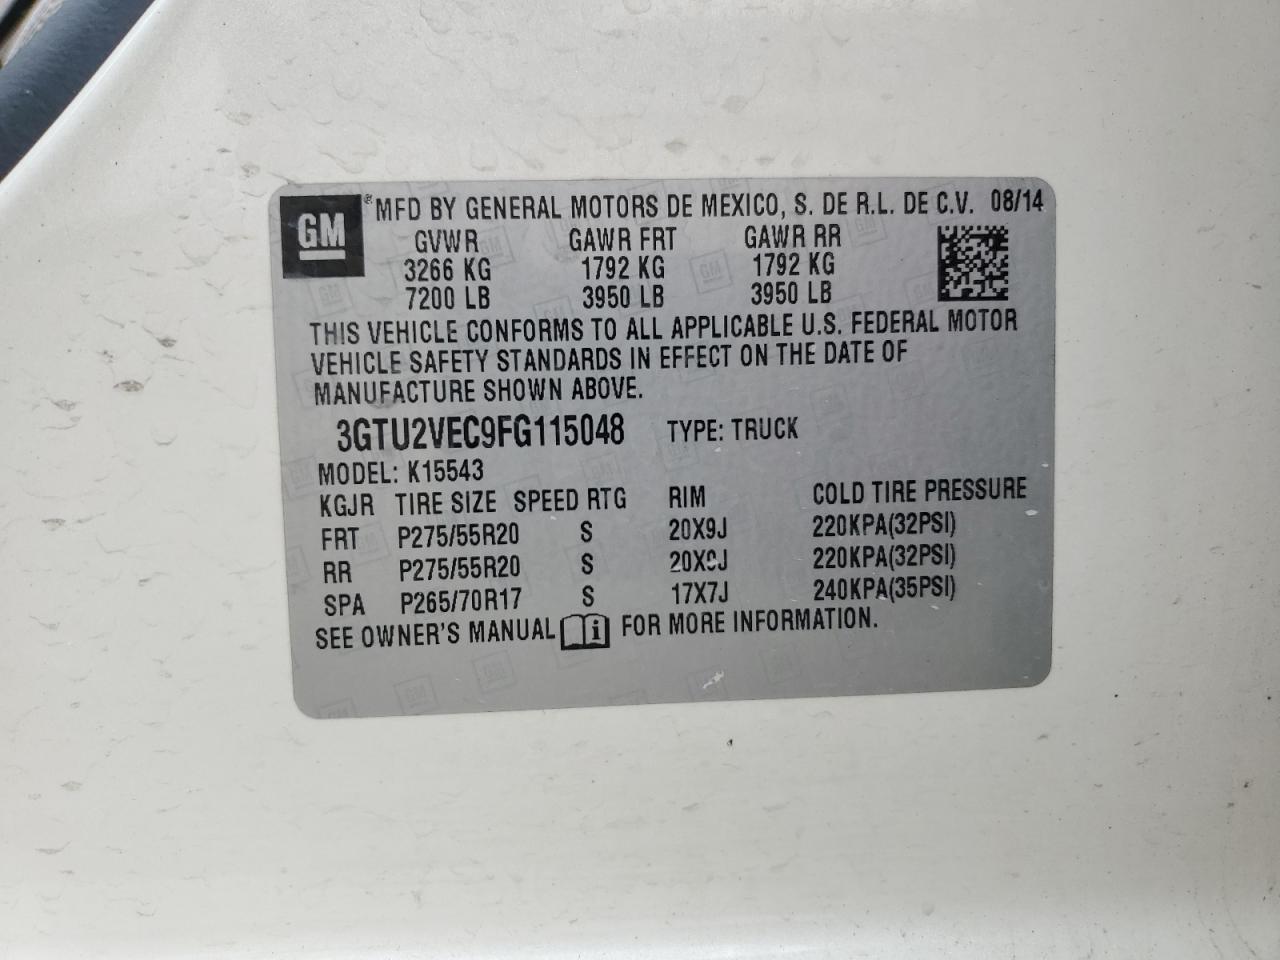 GM ® MFD BY GENERAL MOTORS DE MEXICO, S. DE R.L. DE C.V. 08/14
GVWR GAWR FRT GAWR RR
3266 KG 1792 KG 1792 KG
7200 LB 3950 LB 3950 LB
THIS VEHICLE CONFORMS TO ALL APPLICABLE U.S. FEDERAL MOTOR
VEHICLE SAFETY STANDARDS IN EFFECT ON THE DATE OF
MANUFACTURE SHOWN ABOVE.
3GTU2VEC9FG115048 TYPE: TRUCK
MODEL: K15543
KGJR TIRE SIZE SPEED RTG RIM COLD TIRE PRESSURE
FRT P275/55R20 S 20X9J 220KPA(32PSI)
RR P275/55R20 S 20X9J 220KPA(32PSI)
SPA P265/70R17 S 17X7J 240KPA(35PSI)
SEE OWNER'S MANUAL i FOR MORE INFORMATION.